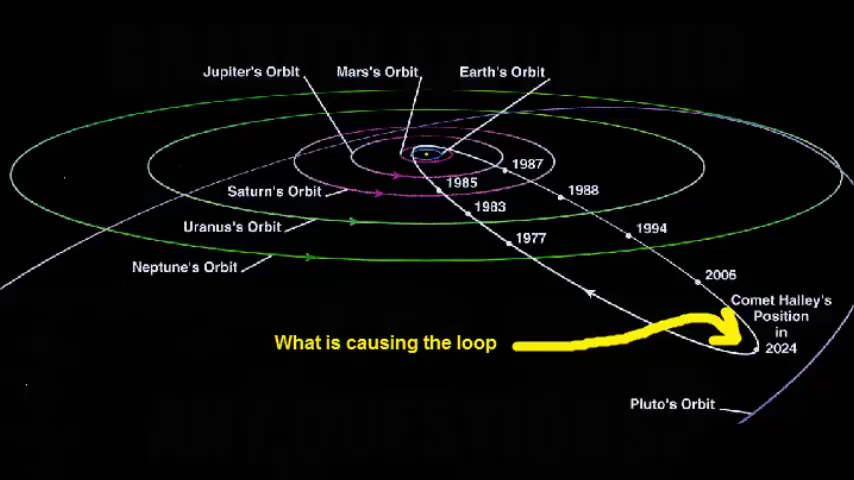 Jupiter's Orbit
Mars's Orbit
Earth's Orbit
1987
1985
Saturn's Orbit
1988
1983
Uranus's Orbit
1994
1977
Neptune's Orbit
2005
Comet Halley's
Position
in
2024
What is causing the loop
Pluto's Orbit